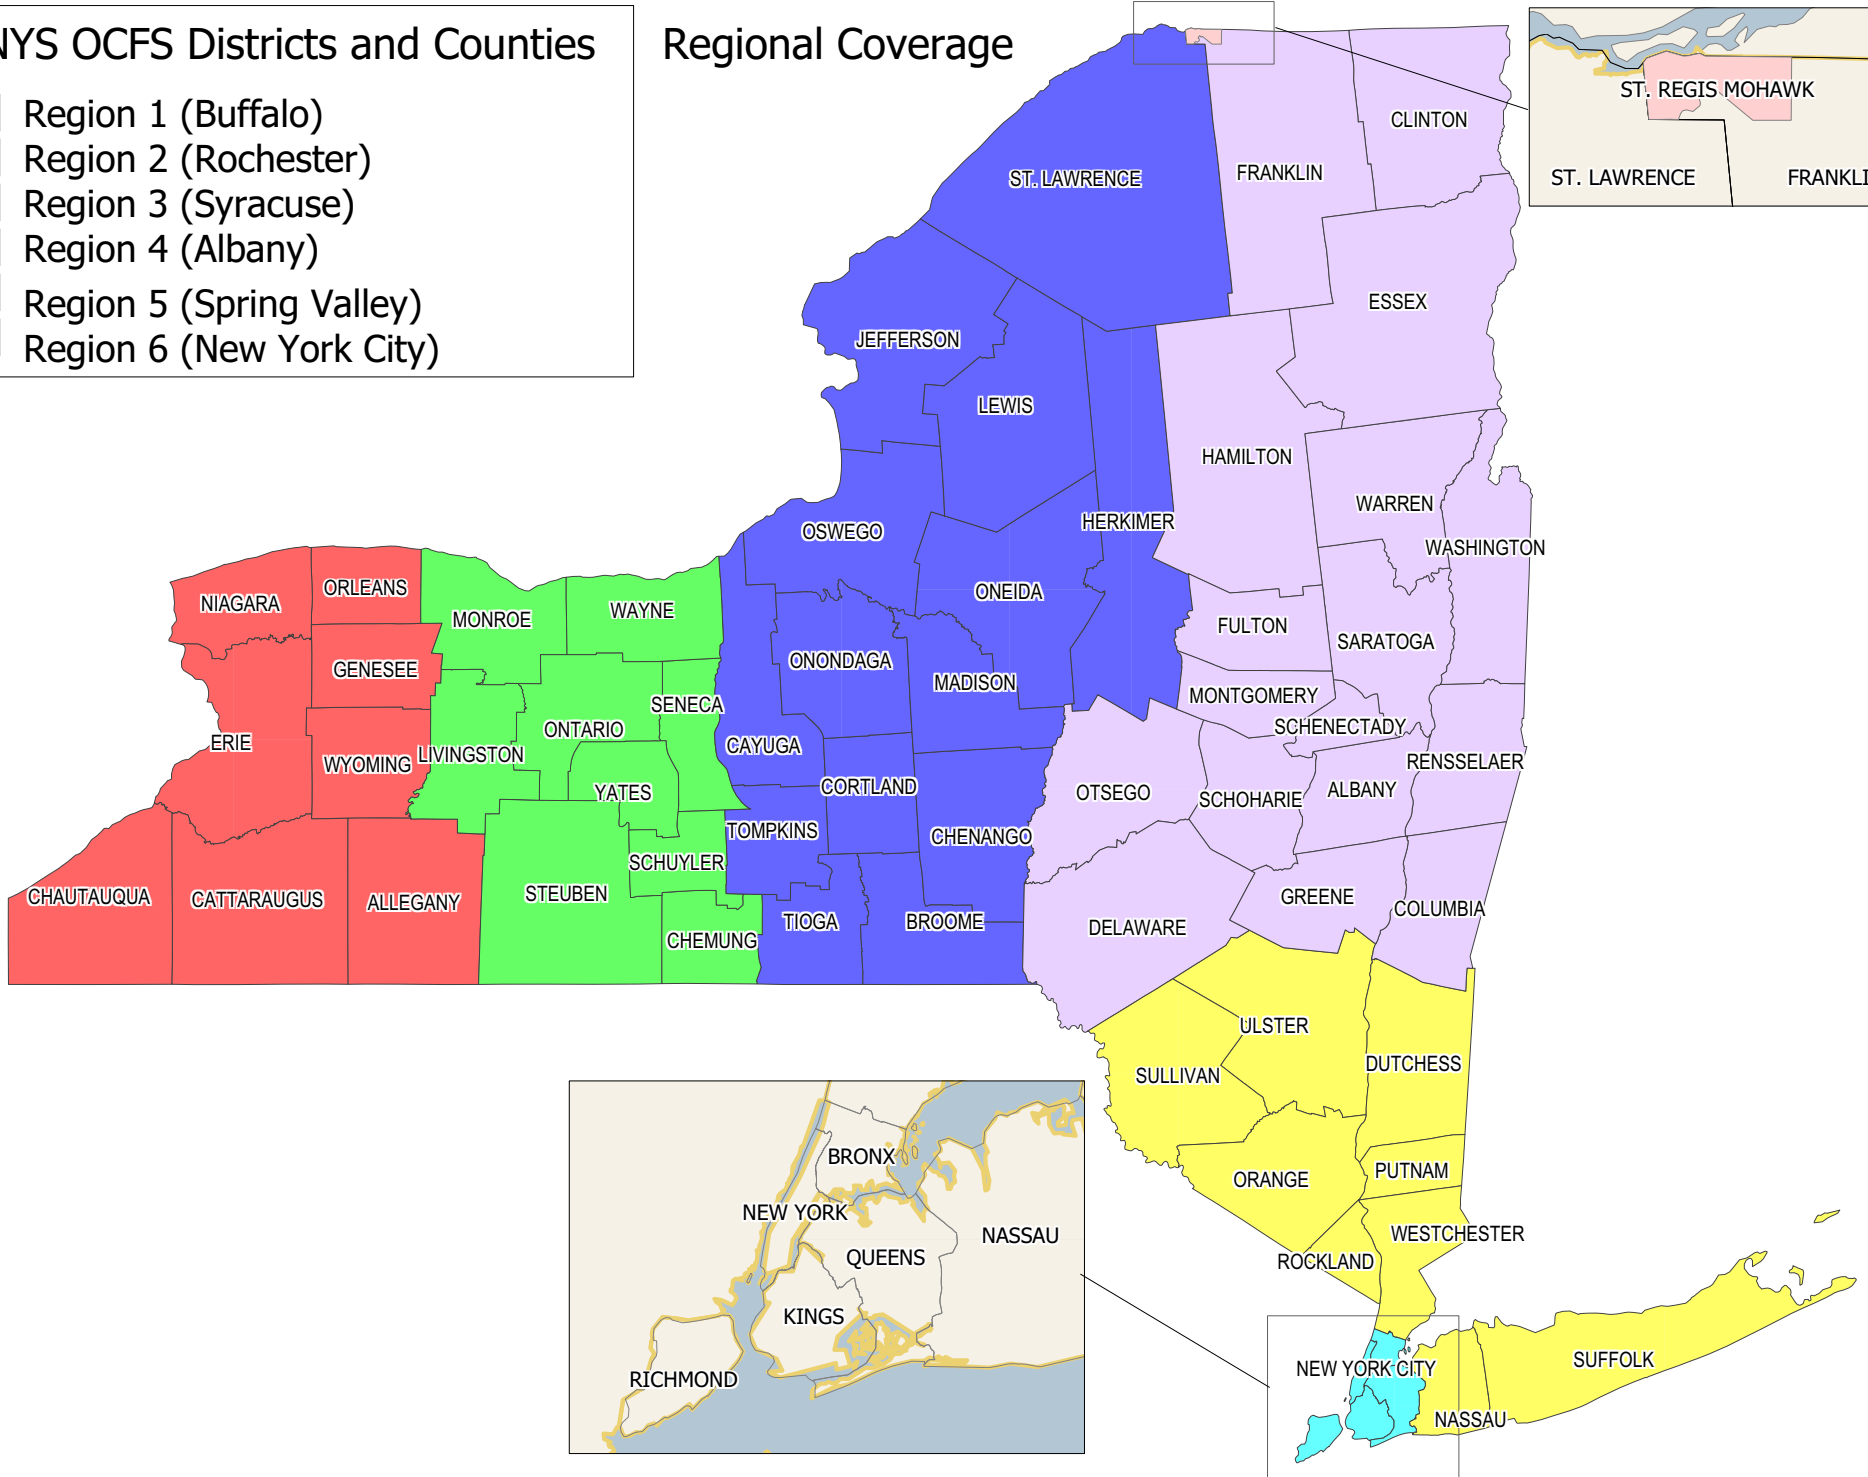 NYS OCFS Districts and Counties
Regional Coverage
Region 1 (Buffalo)
Region 2 (Rochester)
Region 3 (Syracuse)
Region 4 (Albany)
Region 5 (Spring Valley)
Region 6 (New York City)
ST. REGIS MOHAWK
ST. LAWRENCE
FRANKLI
CLINTON
FRANKLIN
ST. LAWRENCE
ESSEX
JEFFERSON
LEWIS
HAMILTON
WARREN
HERKIMER
OSWEGO
WASHINGTON
ONEIDA
ORLEANS
NIAGARA
MONROE
WAYNE
FULTON
SARATOGA
GENESEE
ONONDAGA
MADISON
MONTGOMERY
SENECA
SCHENECTADY
ONTARIO
ERIE
CAYUGA
LIVINGSTON
WYOMING
RENSSELAER
CORTLAND
ALBANY
YATES
OTSEGO
SCHOHARIE
TOMPKINS
CHENANGO
SCHUYLER
STEUBEN
CHAUTAUQUA
CATTARAUGUS
ALLEGANY
GREENE
COLUMBIA
TIOGA
BROOME
DELAWARE
CHEMUNG
ULSTER
DUTCHESS
SULLIVAN
PUTNAM
ORANGE
WESTCHESTER
ROCKLAND
SUFFOLK
NEW YORK CITY
NASSAU
BRONX
NEW YORK
NASSAU
QUEENS
KINGS
RICHMOND